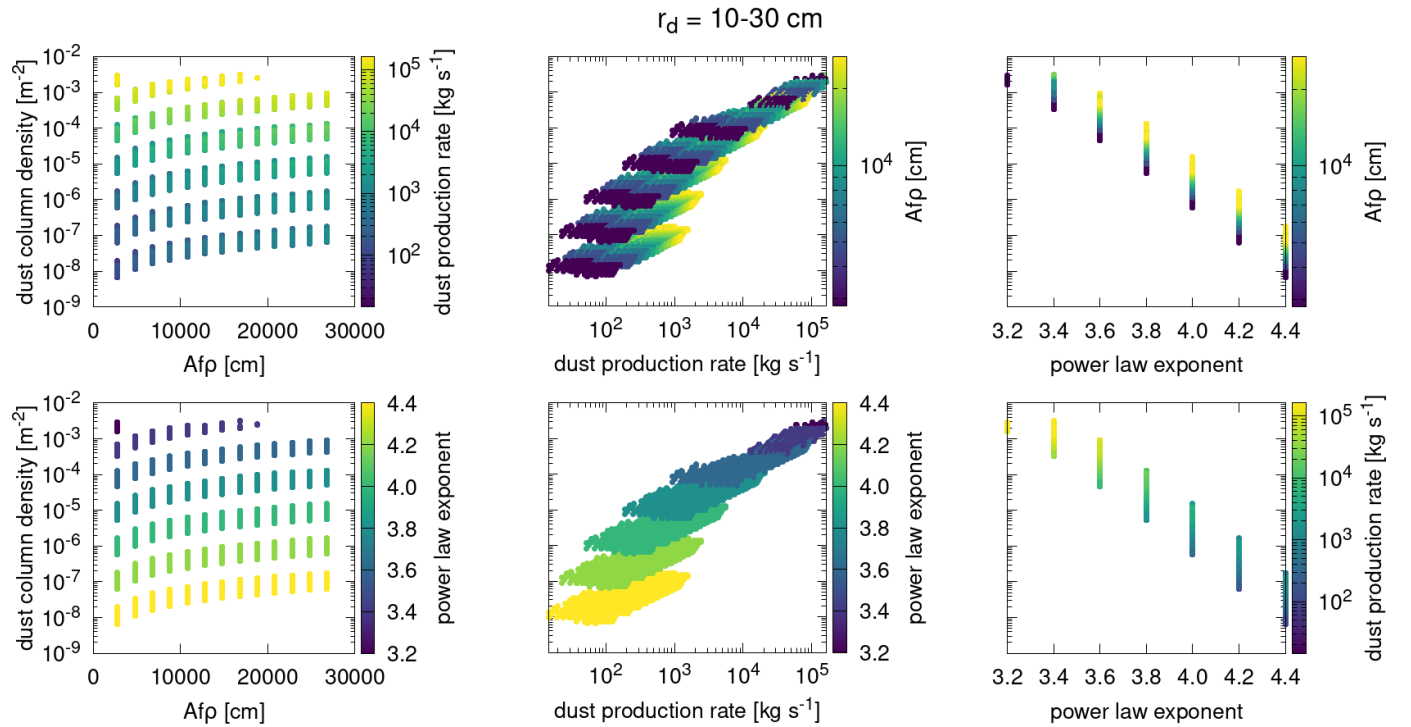 r_d = 10-30 cm
dust column density [m^-2]
10^-2
10^-3
10^-4
10^-5
10^-6
10^-7
10^-8
10^-9
0 10000 20000 30000
Afρ [cm]
10^5
10^4
10^3
10^2
dust production rate [kg s^-1]
10^2 10^3 10^4 10^5
dust production rate [kg s^-1]
10^4
Afρ [cm]
3.2 3.4 3.6 3.8 4.0 4.2 4.4
power law exponent
10^4
Afρ [cm]
dust column density [m^-2]
10^-2
10^-3
10^-4
10^-5
10^-6
10^-7
10^-8
10^-9
0 10000 20000 30000
Afρ [cm]
4.4
4.2
4.0
3.8
3.6
3.4
3.2
power law exponent
10^2 10^3 10^4 10^5
dust production rate [kg s^-1]
4.4
4.2
4.0
3.8
3.6
3.4
3.2
power law exponent
3.2 3.4 3.6 3.8 4.0 4.2 4.4
power law exponent
10^5
10^4
10^3
10^2
dust production rate [kg s^-1]